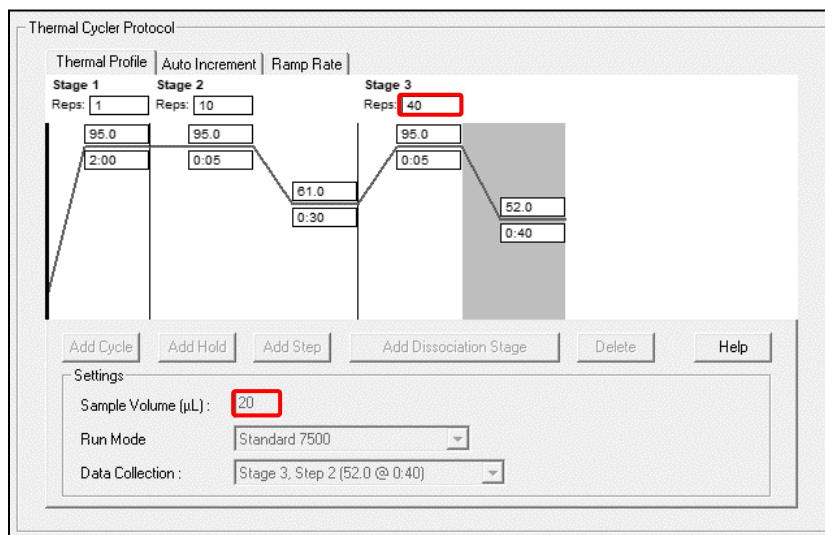 Thermal Cycler Protocol
Thermal Profile Auto Increment Ramp Rate
Stage 1 Stage 2 Stage 3
Reps: 1 Reps: 10 Reps: 40
95.0 95.0 95.0
2:00 0:05 0:05
61.0 52.0
0:30 0:40
Add Cycle Add Hold Add Step Add Dissociation Stage Delete Help
Settings
Sample Volume (µL) : 20
Run Mode Standard 7500
Data Collection : Stage 3, Step 2 (52.0 @ 0:40)